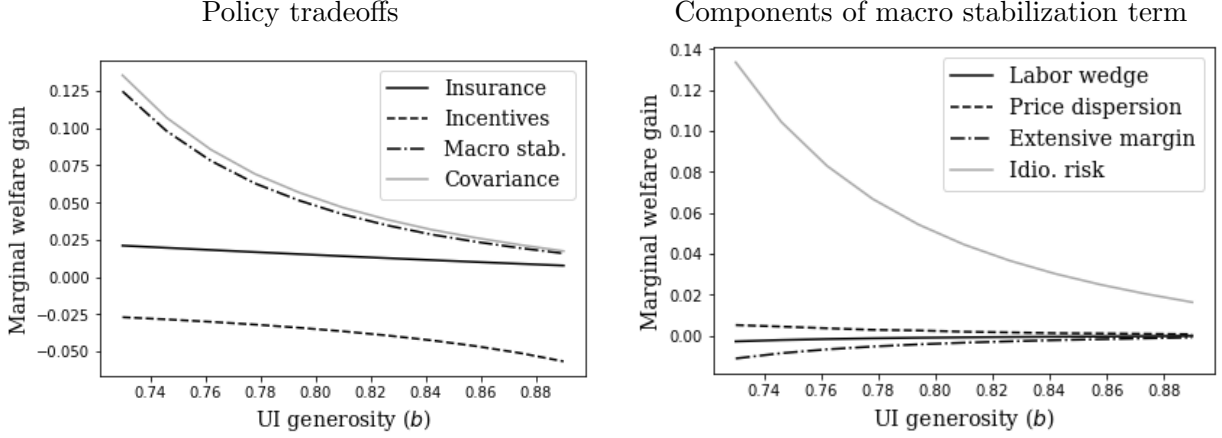 Policy tradeoffs
Marginal welfare gain
0.125
0.100
0.075
0.050
0.025
0.000
−0.025
−0.050
Insurance
Incentives
Macro stab.
Covariance
0.74 0.76 0.78 0.80 0.82 0.84 0.86 0.88
UI generosity (b)
Components of macro stabilization term
Marginal welfare gain
0.14
0.12
0.10
0.08
0.06
0.04
0.02
0.00
Labor wedge
Price dispersion
Extensive margin
Idio. risk
0.74 0.76 0.78 0.80 0.82 0.84 0.86 0.88
UI generosity (b)